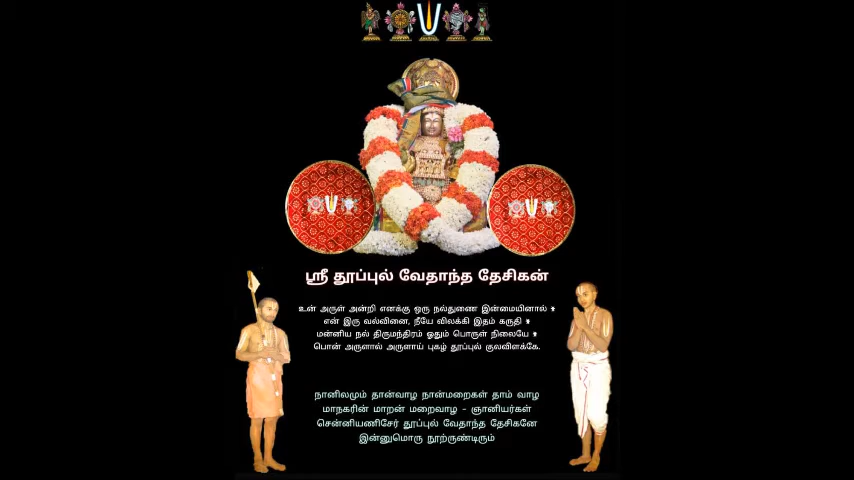 ஸ்ரீ தூப்புல் வேதாந்த தேசிகன்
உன் அருள் அன்றி எனக்கு ஒரு நல்துணை இன்மையினால் *
என் இரு வல்வினை, நீயே விலக்கி இதம் கருதி *
மன்னிய நல் திருமந்திரம் ஓதும் பொருள் நிலையே *
பொன் அருளால் அருளாய் புகழ் தூப்புல் குலவிளக்கே.
நானிலமும் தான்வாழ நான்மறைகள் தாம் வாழ
மாநகரின் மாறன் மறைவாழ - ஞானியர்கள்
சென்னியணிசேர் தூப்புல் வேதாந்த தேசிகனே
இன்னுமொரு நூற்றுண்டிரும்